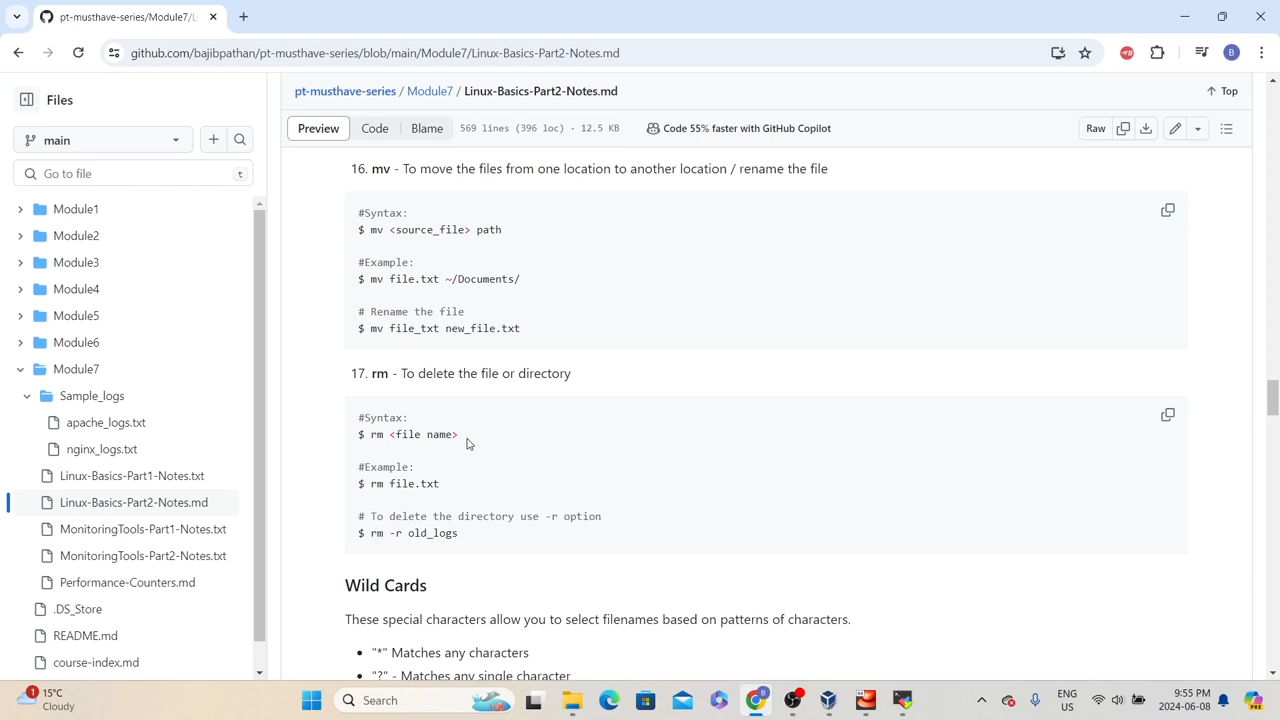 pt-musthave-series/Module7/L
github.com/bajibpathan/pt-musthave-series/blob/main/Module7/Linux-Basics-Part2-Notes.md
B
Files
pt-musthave-series / Module7 / Linux-Basics-Part2-Notes.md
Top
main
Preview
Code
Blame
569 lines (396 loc) · 12.5 KB
Code 55% faster with GitHub Copilot
Raw
Go to file
t
Module1
Module2
Module3
Module4
Module5
Module6
Module7
Sample_logs
apache_logs.txt
nginx_logs.txt
Linux-Basics-Part1-Notes.txt
Linux-Basics-Part2-Notes.md
MonitoringTools-Part1-Notes.txt
MonitoringTools-Part2-Notes.txt
Performance-Counters.md
.DS_Store
README.md
course-index.md
16. mv - To move the files from one location to another location / rename the file
#Syntax:
$ mv <source_file> path
#Example:
$ mv file.txt ~/Documents/
# Rename the file
$ mv file_txt new_file.txt
17. rm - To delete the file or directory
#Syntax:
$ rm <file name>
#Example:
$ rm file.txt
# To delete the directory use -r option
$ rm -r old_logs
Wild Cards
These special characters allow you to select filenames based on patterns of characters.
• "*" Matches any characters
• "?" - Matches any single character
1
15°C
Cloudy
Search
8
ENG
US
9:55 PM
2024-06-08
PRE